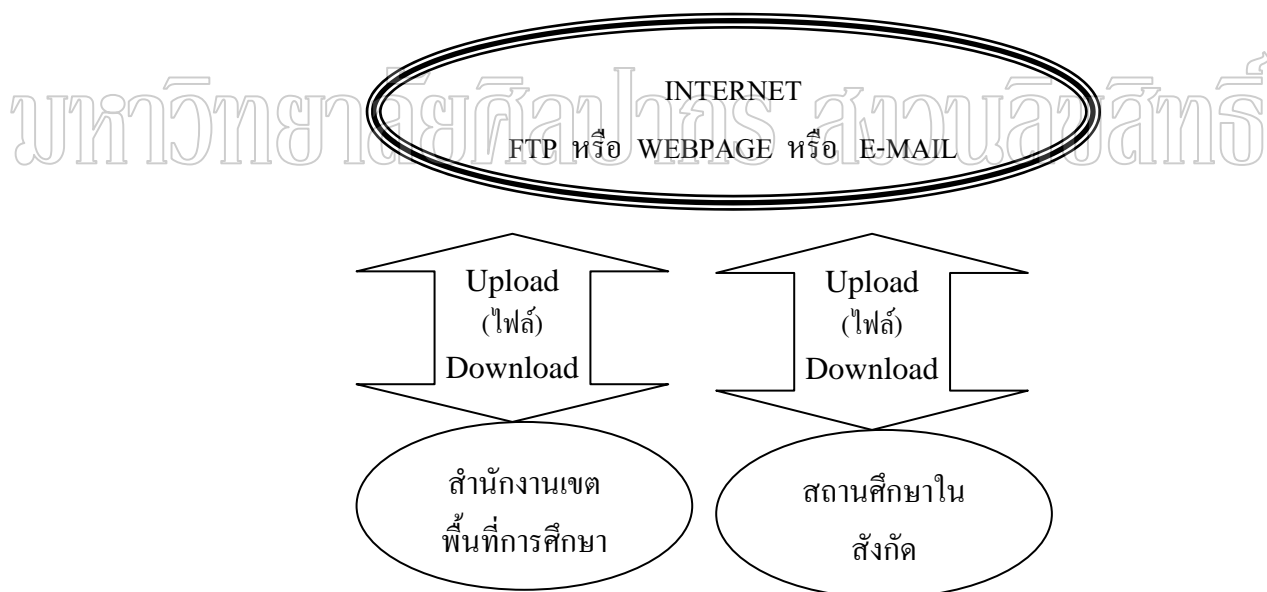 มหาวิทยาลัยศิลปากร สงวนลิขสิทธิ์
INTERNET
FTP หรือ WEBPAGE หรือ E-MAIL
Upload
(ไฟล์)
Download
Upload
(ไฟล์)
Download
สำนักงานเขต
พื้นที่การศึกษา
สถานศึกษาใน
สังกัด